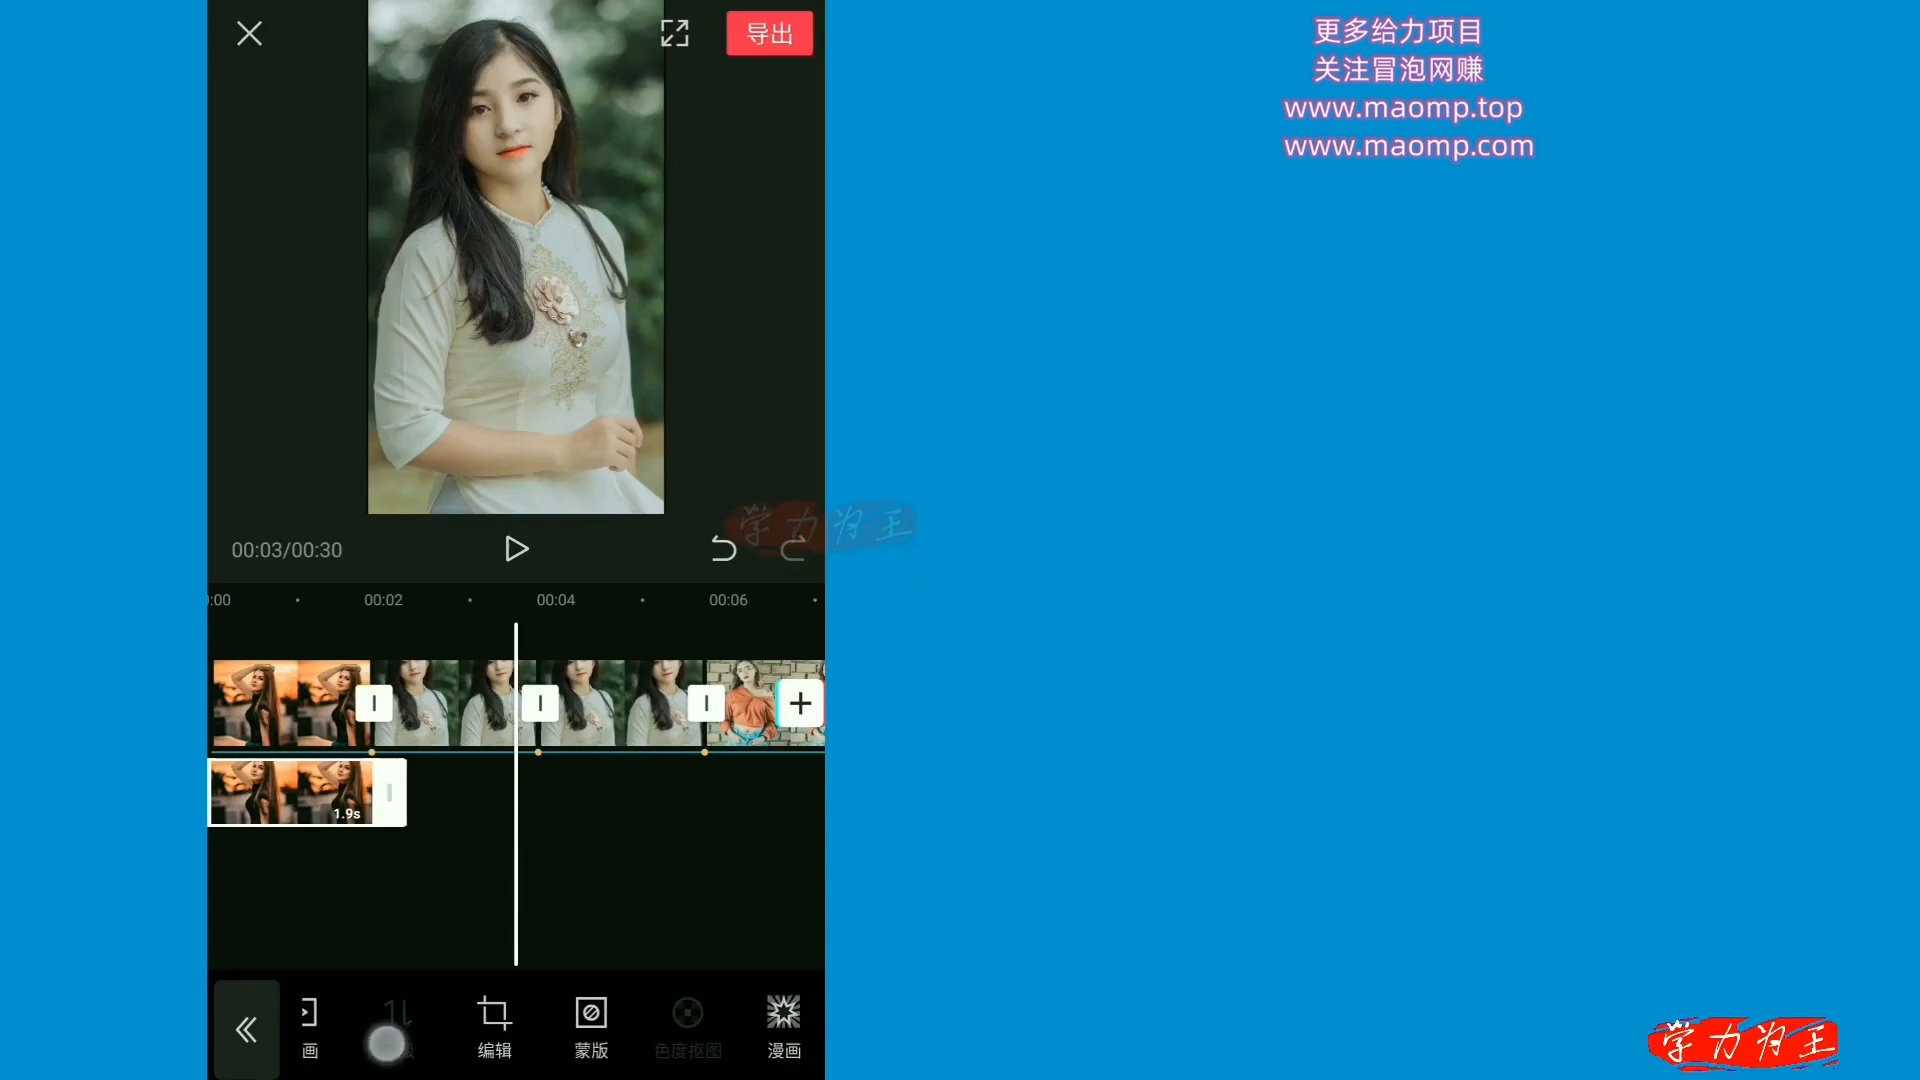 更多给力项目
关注冒泡网赚
www.maomp.top
www.maomp.com
导出
学力为王
00:03/00:30
:00
00:02
00:04
00:06
1.9s
画
编辑
蒙版
色度抠图
漫画
学力为王